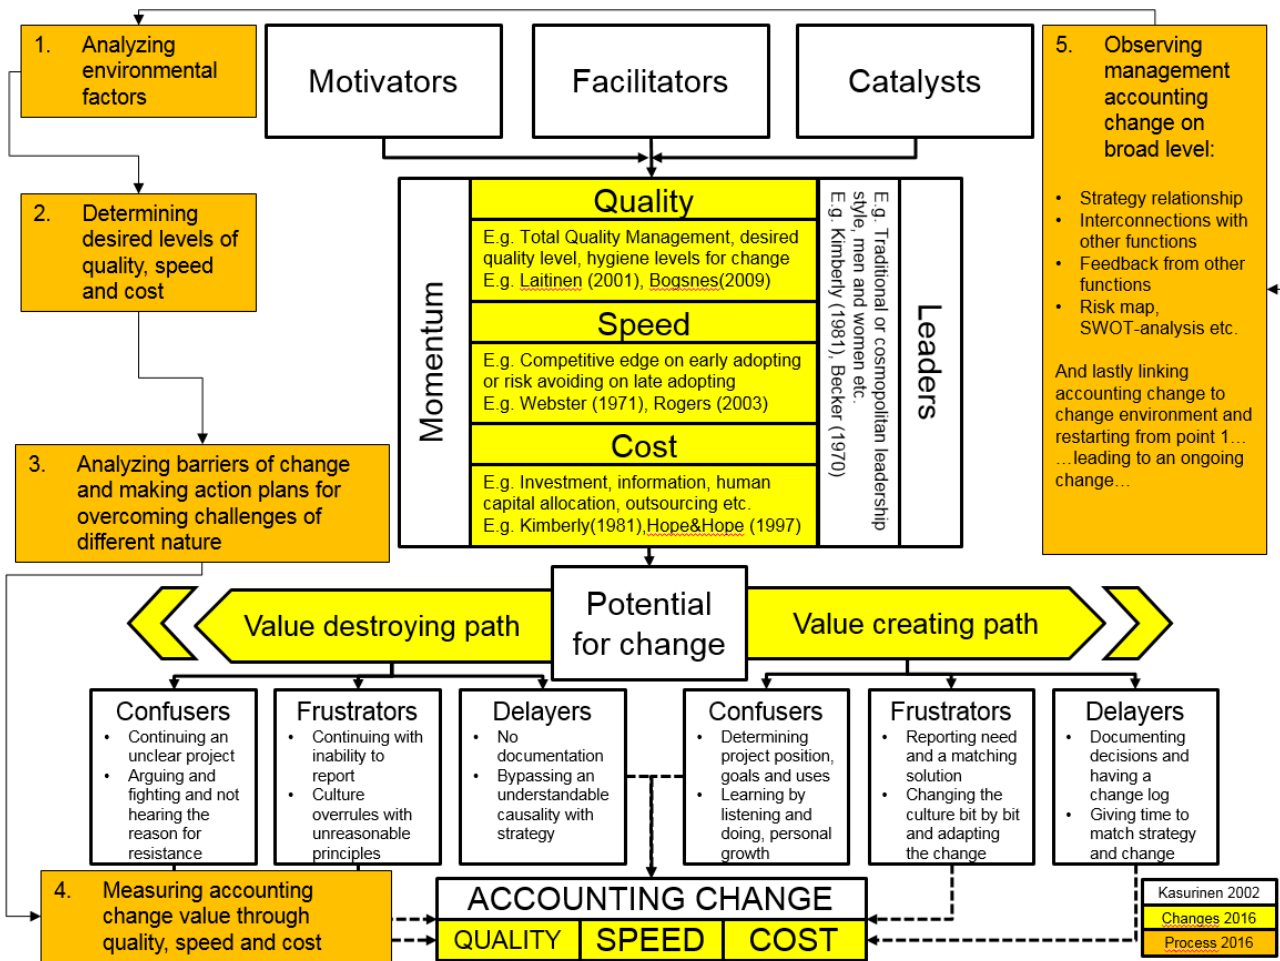 1. Analyzing
environmental
factors
Motivators
Facilitators
Catalysts
5. Observing
management
accounting
change on
broad level:
• Strategy relationship
• Interconnections with
other functions
• Feedback from other
functions
• Risk map,
SWOT-analysis etc.
And lastly linking
accounting change to
change environment and
restarting from point 1…
…leading to an ongoing
change…
2. Determining
desired levels of
quality, speed
and cost
Momentum
Quality
E.g. Total Quality Management, desired
quality level, hygiene levels for change
E.g. Laitinen (2001), Bogsnes(2009)
Speed
E.g. Competitive edge on early adopting
or risk avoiding on late adopting
E.g. Webster (1971), Rogers (2003)
Cost
E.g. Investment, information, human
capital allocation, outsourcing etc.
E.g. Kimberly(1981),Hope&Hope (1997)
E.g. Traditional or cosmopolitan leadership
style, men and women etc.
E.g. Kimberly (1981), Becker (1970)
Leaders
3. Analyzing barriers of change
and making action plans for
overcoming challenges of
different nature
Value destroying path
Potential
for change
Value creating path
Confusers
• Continuing an
unclear project
• Arguing and
fighting and not
hearing the
reason for
resistance
Frustrators
• Continuing with
inability to
report
• Culture
overrules with
unreasonable
principles
Delayers
• No
documentation
• Bypassing an
understandable
causality with
strategy
Confusers
• Determining
project position,
goals and uses
• Learning by
listening and
doing, personal
growth
Frustrators
• Reporting need
and a matching
solution
• Changing the
culture bit by bit
and adapting
the change
Delayers
• Documenting
decisions and
having a
change log
• Giving time to
match strategy
and change
4. Measuring accounting
change value through
quality, speed and cost
ACCOUNTING CHANGE
QUALITY
SPEED
COST
Kasurinen 2002
Changes 2016
Process 2016